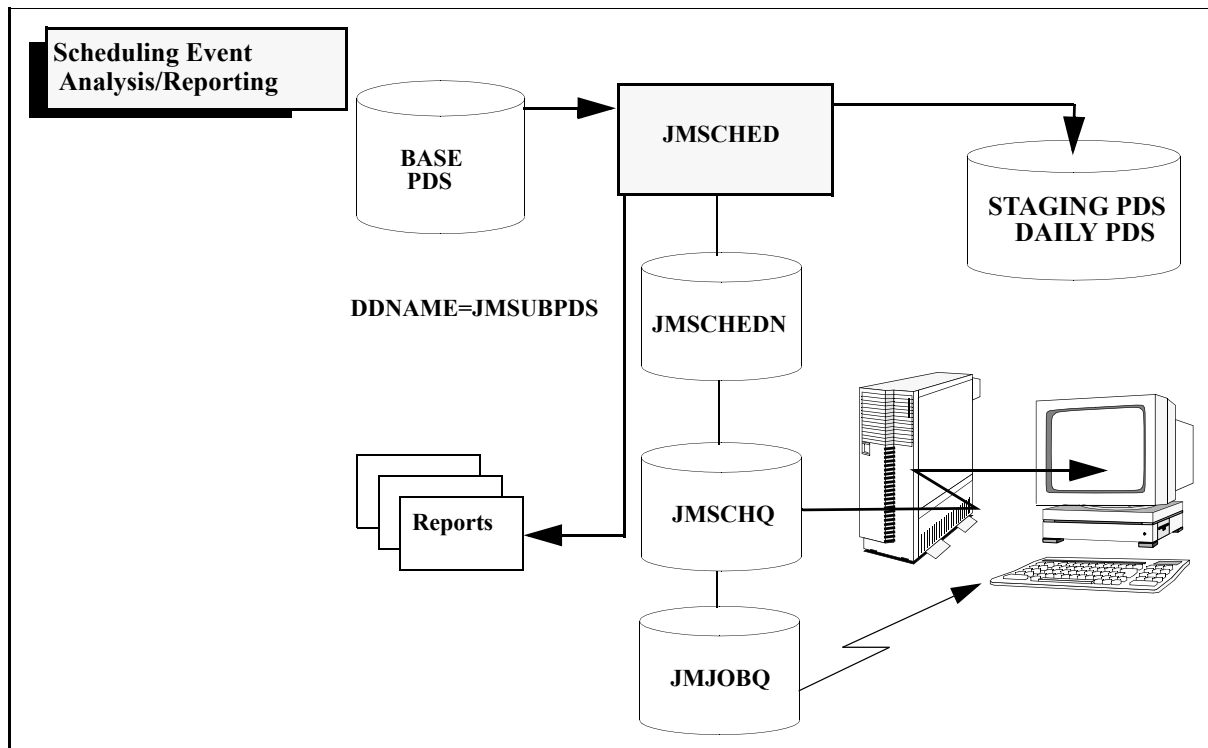 Scheduling Event
Analysis/Reporting
BASE
PDS
JMSCHED
STAGING PDS
DAILY PDS
DDNAME=JMSUBPDS
JMSCHEDN
Reports
JMSCHQ
JMJOBQ